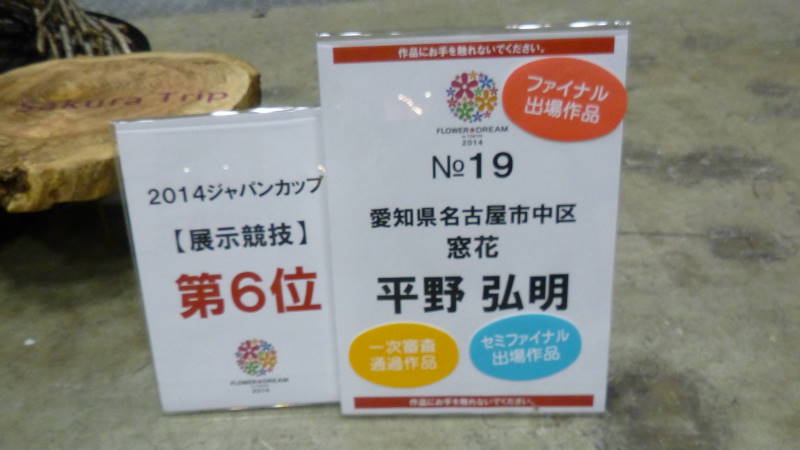 Sakura Trip
2014ジャパンカップ
【展示競技】
第6位
FLOWER DREAM
2014
作品にお手を触れないでください。
ファイナル
出場作品
FLOWER DREAM
in TOKYO
2014
№19
愛知県名古屋市中区
窓花
平野 弘明
一次審査
通過作品
セミファイナル
出場作品
作品にお手を触れないでください。